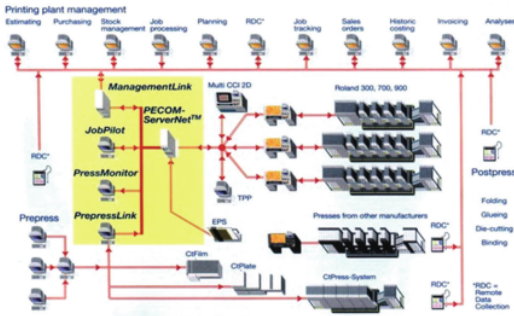 Printing plant management
Estimating
Purchasing
Stock
management
Job
processing
Planning
RDC*
Job
tracking
Sales
orders
Historic
costing
Invoicing
Analyses
ManagementLink
PECOM-
ServerNet™
JobPilot
PressMonitor
PrepressLink
Multi CCI 2D
Roland 300, 700, 900
TPP
EPS
RDC*
RDC*
Postpress
Folding
Glueing
Die-cutting
Binding
Prepress
Presses from other manufacturers
RDC*
CtFilm
CtPlate
CtPress-System
RDC*
*RDC =
Remote
Data
Collection